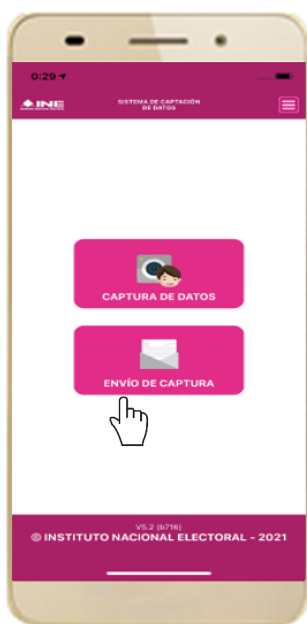 0:29
INE
SISTEMA DE CAPTACIÓN
DE DATOS
CAPTURA DE DATOS
ENVÍO DE CAPTURA
V5.2 (b716)
© INSTITUTO NACIONAL ELECTORAL - 2021